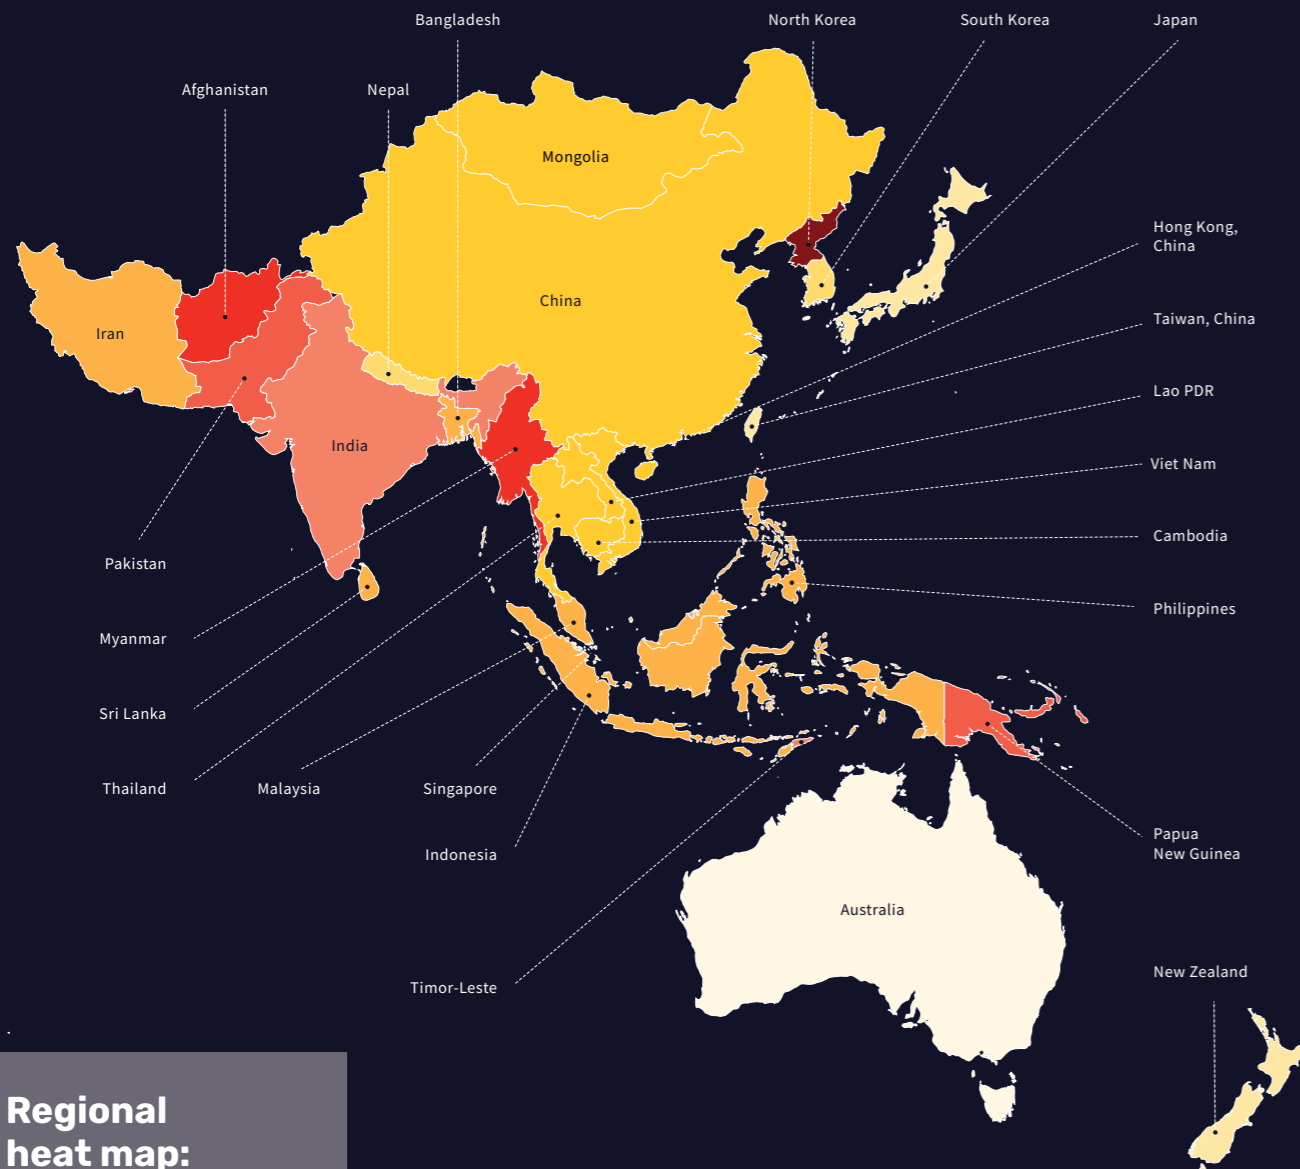 Bangladesh
North Korea
South Korea
Japan
Afghanistan
Nepal
Mongolia
Hong Kong,
China
China
Taiwan, China
Iran
Lao PDR
India
Viet Nam
Cambodia
Pakistan
Philippines
Myanmar
Sri Lanka
Thailand
Malaysia
Singapore
Indonesia
Papua
New Guinea
Australia
New Zealand
Timor-Leste
Regional
heat map: